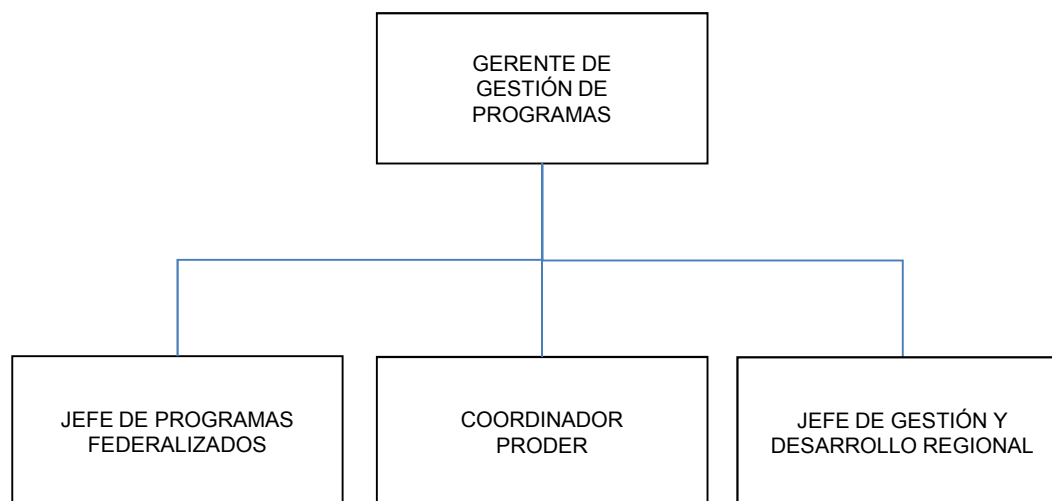 GERENTE DE
GESTIÓN DE
PROGRAMAS
JEFE DE PROGRAMAS
FEDERALIZADOS
COORDINADOR
PRODER
JEFE DE GESTIÓN Y
DESARROLLO REGIONAL